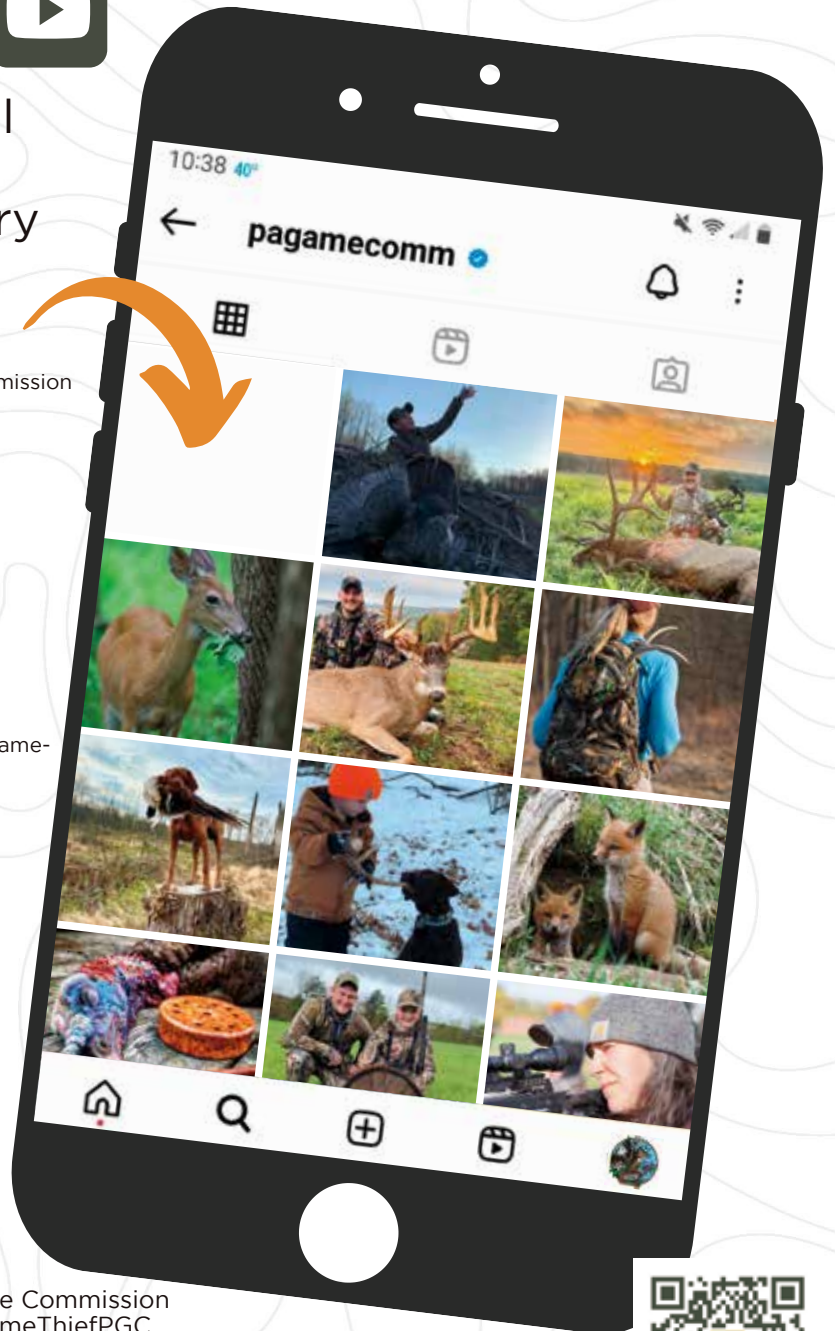 l
ry
mission
ame-
10:38 40°
pagamecomm
e Commission
meThiefPGC